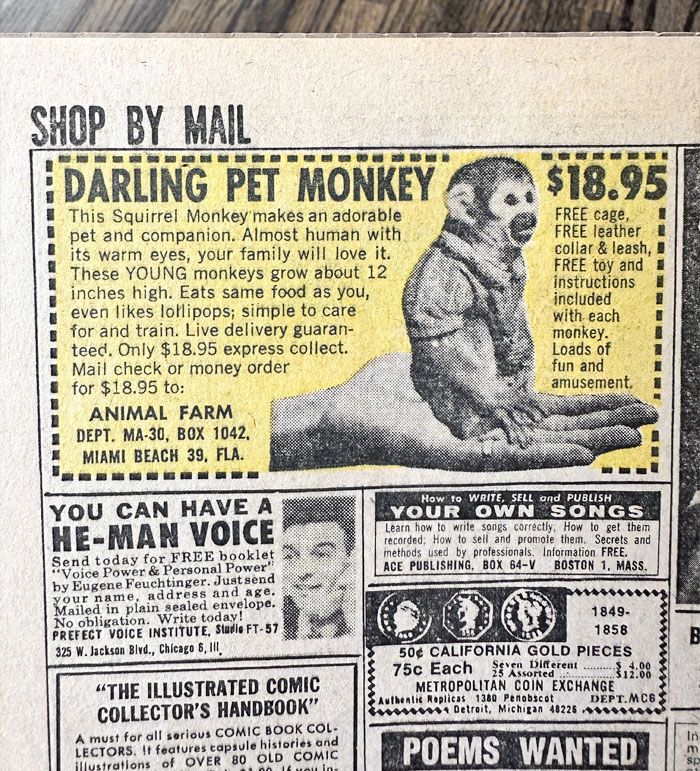 SHOP BY MAIL
DARLING PET MONKEY
This Squirrel Monkey makes an adorable
pet and companion. Almost human with
its warm eyes, your family will love it.
These YOUNG monkeys grow about 12
inches high. Eats same food as you,
even likes lollipops; simple to care
for and train. Live delivery guaran-
teed. Only $18.95 express collect.
Mail check or money order
for $18.95 to:
ANIMAL FARM
DEPT. MA-30, BOX 1042,
MIAMI BEACH 39, FLA.
$18.95
FREE cage,
FREE leather
collar & leash,
FREE toy and
instructions
included
with each
monkey.
Loads of
fun and
amusement.
YOU CAN HAVE A
HE-MAN VOICE
Send today for FREE booklet
"Voice Power & Personal Power"
by Eugene Feuchtinger. Just send
your name, address and age.
Mailed in plain sealed envelope.
No obligation. Write today!
PREFECT VOICE INSTITUTE, Studio FT-57
325 W. Jackson Blvd., Chicago 6, Ill.
How to WRITE, SELL and PUBLISH
YOUR OWN SONGS
Learn how to write songs correctly; How to get them
recorded; How to sell and promote them. Secrets and
methods used by professionals. Information FREE.
ACE PUBLISHING, BOX 64-V BOSTON 1, MASS.
1849-
1858
50¢ CALIFORNIA GOLD PIECES
75c Each Seven Different ........ $ 4.00
25 Assorted ........ $12.00
METROPOLITAN COIN EXCHANGE
Authentic Replicas 1380 Penobscot DEPT.MC6
Detroit, Michigan 48226
"THE ILLUSTRATED COMIC
COLLECTOR'S HANDBOOK"
A must for all serious COMIC BOOK COL-
LECTORS. It features capsule histories and
illustrations of OVER 80 OLD COMIC
POEMS WANTED